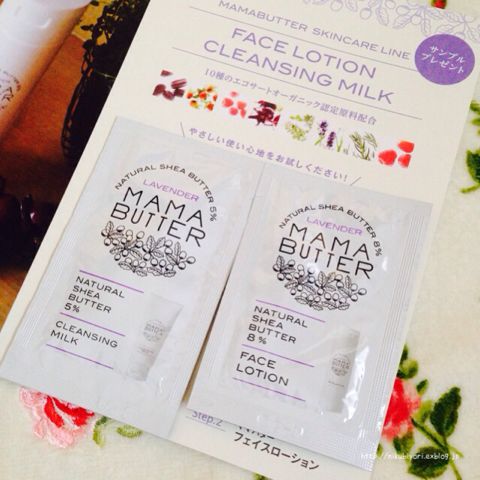 MAMABUTTER SKINCARE LINE
FACE LOTION
CLEANSING MILK
サンプル
プレゼント
10種のエコサートオーガニック認定原料配合
やさしい使い心地をお試しください!
NATURAL SHEA BUTTER 5%
LAVENDER
MAMA
BUTTER
NATURAL
SHEA
BUTTER
5%
CLEANSING
MILK
NATURAL SHEA BUTTER 8%
LAVENDER
MAMA
BUTTER
NATURAL
SHEA
BUTTER
8%
FACE
LOTION
Step.2
フェイスローション
http://nikubiyori.exblog.jp